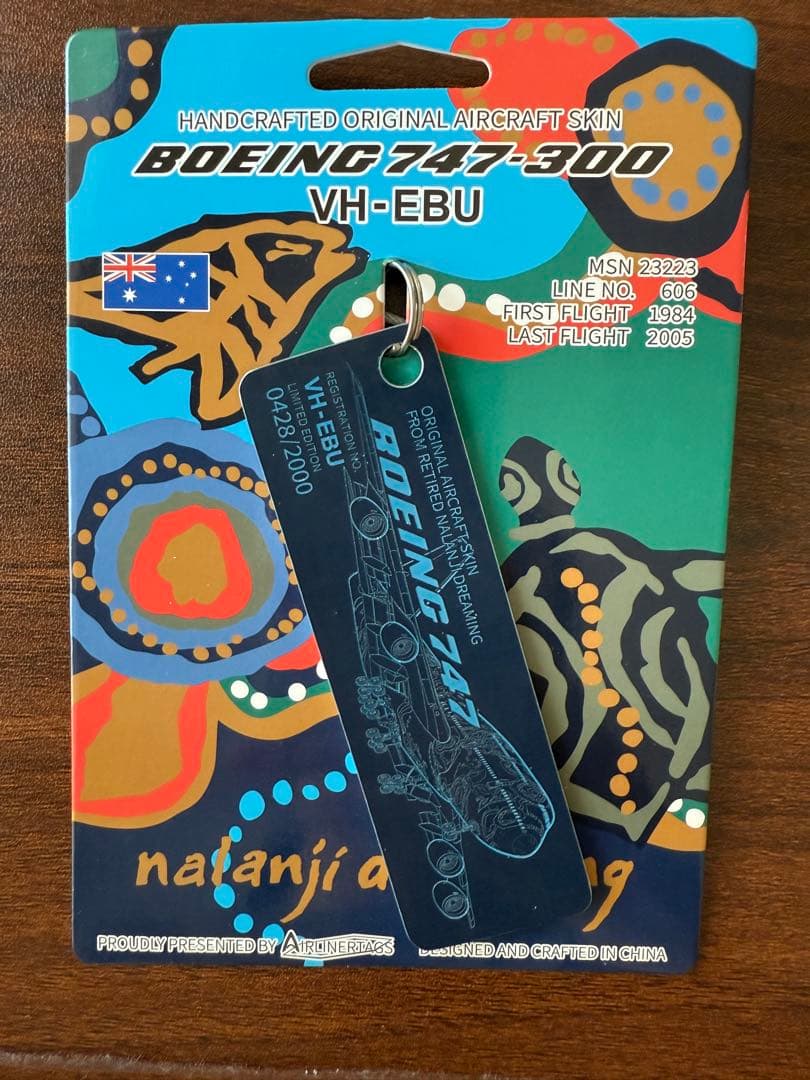 HANDCRAFTED ORIGINAL AIRCRAFT SKIN
BOEING 747-300
VH-EBU
MSN 23223
LINE NO. 606
FIRST FLIGHT 1984
LAST FLIGHT 2005
REGISTRATION NO.
VH-EBU
LIMITED EDITION
0428/2000
ORIGINAL AIRCRAFT SKIN
FROM RETIRED NALANJI DREAMING
BOEING 747
nalanji d ng
PROUDLY PRESENTED BY AIRLINERTAGS
DESIGNED AND CRAFTED IN CHINA